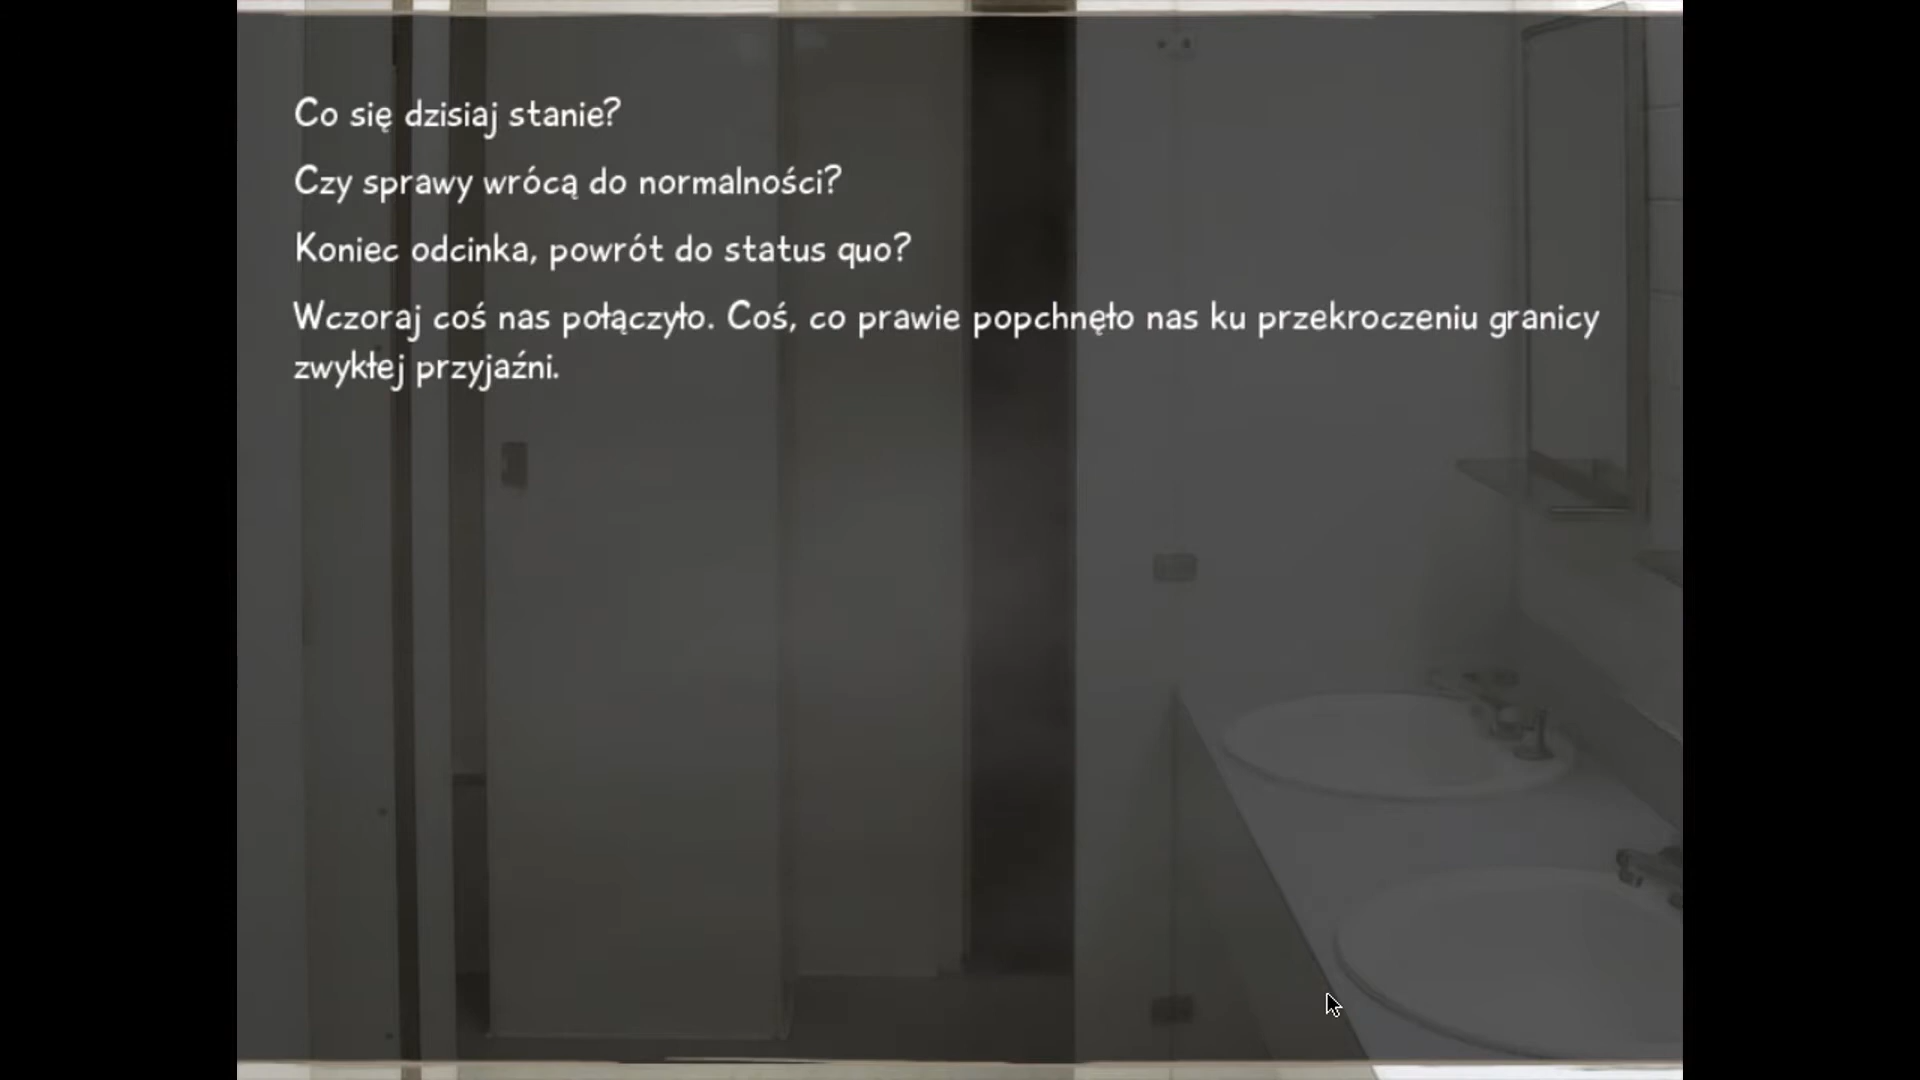 Co się dzisiaj stanie?
Czy sprawy wrócą do normalności?
Koniec odcinka, powrót do status quo?
Wczoraj coś nas połączyło. Coś, co prawie popchnęło nas ku przekroczeniu granicy
zwykłej przyjaźni.